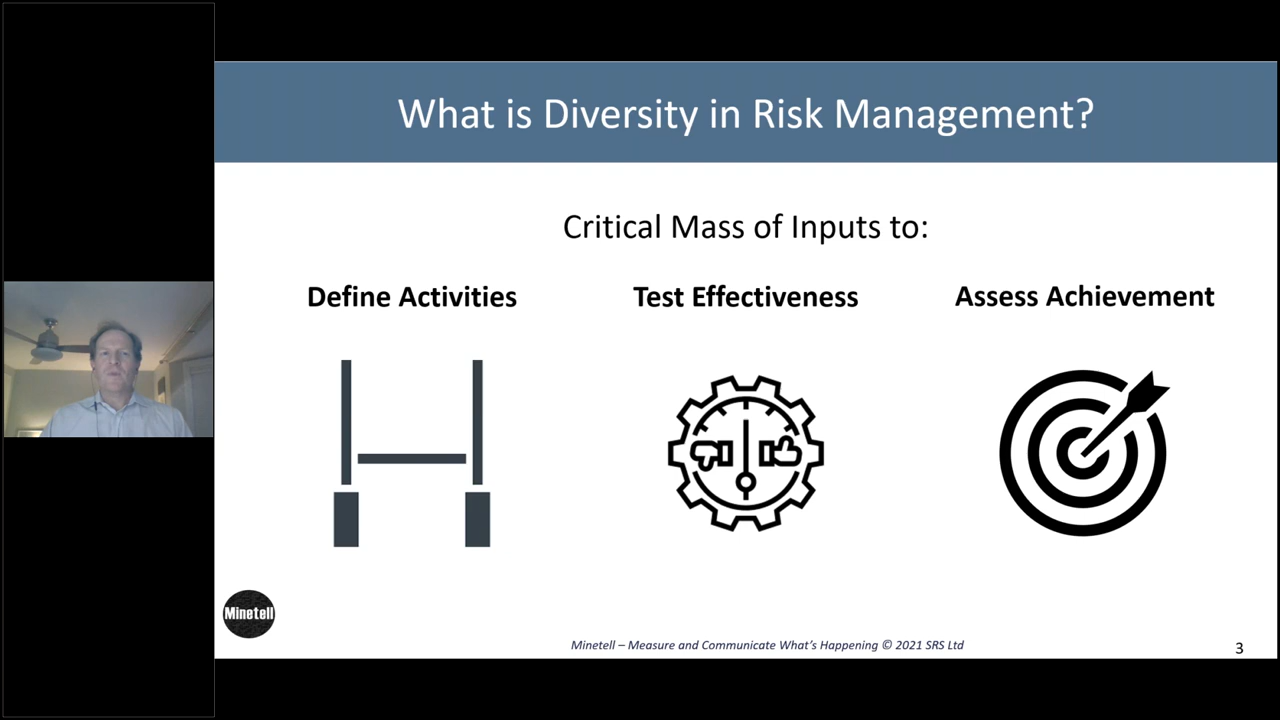 What is Diversity in Risk Management?
Critical Mass of Inputs to:
Define Activities
Test Effectiveness
Assess Achievement
Minetell
Minetell – Measure and Communicate What's Happening © 2021 SRS Ltd
3